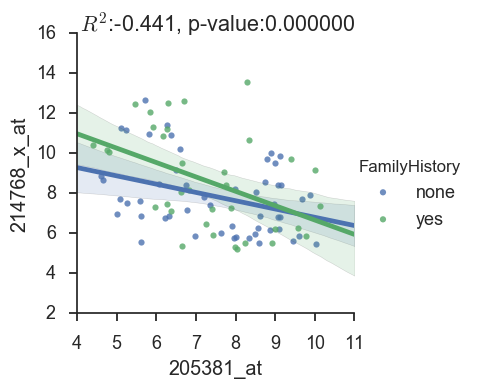 R²:-0.441, p-value:0.000000
16
14
12
10
8
6
4
2
214768_x_at
4 5 6 7 8 9 10 11
205381_at
FamilyHistory
none
yes